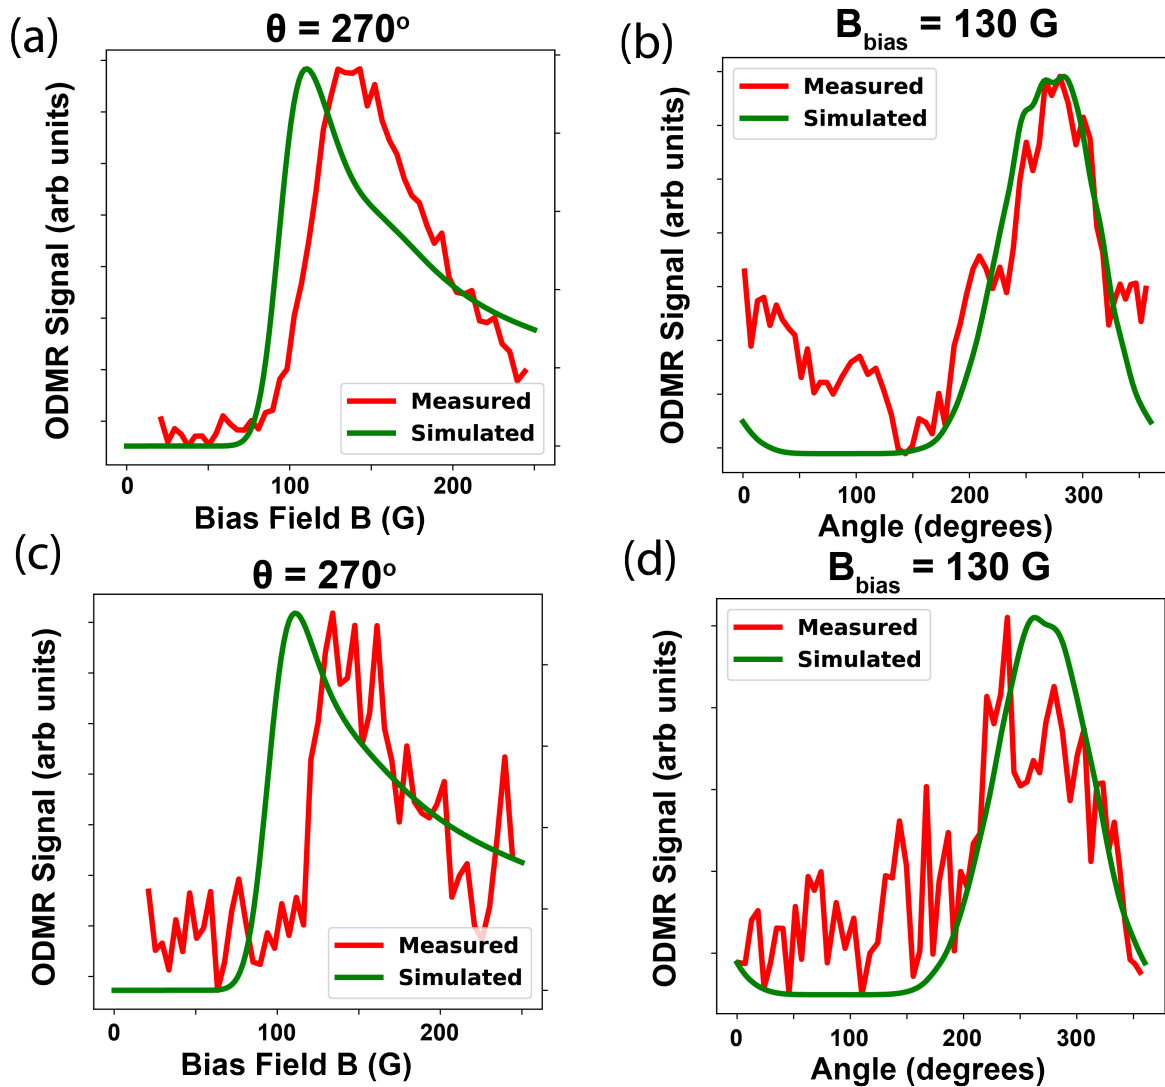 (a)
θ = 270º
ODMR Signal (arb units)
Measured
Simulated
0 100 200
Bias Field B (G)
(b)
B_bias = 130 G
ODMR Signal (arb units)
Measured
Simulated
0 100 200 300
Angle (degrees)
(c)
θ = 270º
ODMR Signal (arb units)
Measured
Simulated
0 100 200
Bias Field B (G)
(d)
B_bias = 130 G
ODMR Signal (arb units)
Measured
Simulated
0 100 200 300
Angle (degrees)